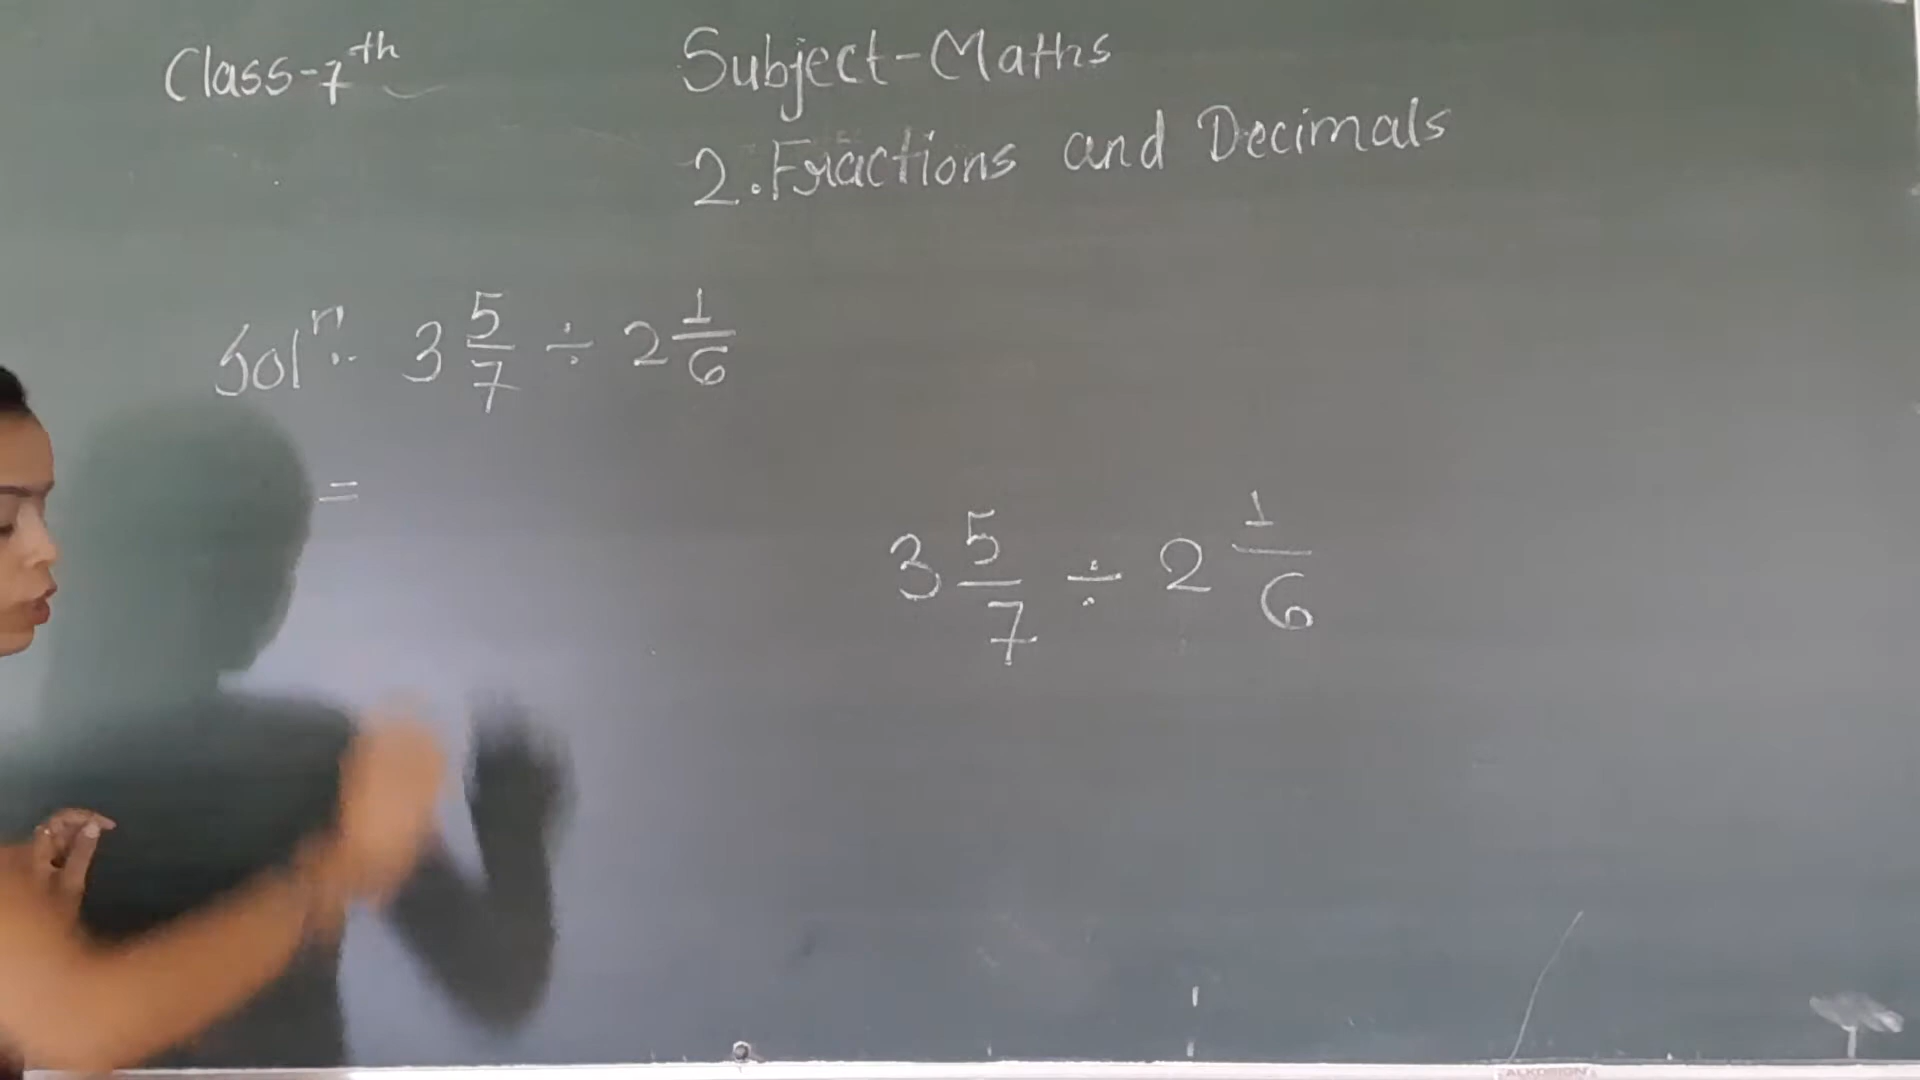 Class-7th
Subject-Maths
2. Fractions and Decimals
Solⁿ:- 3 5/7 ÷ 2 1/6
=
3 5/7 ÷ 2 1/6